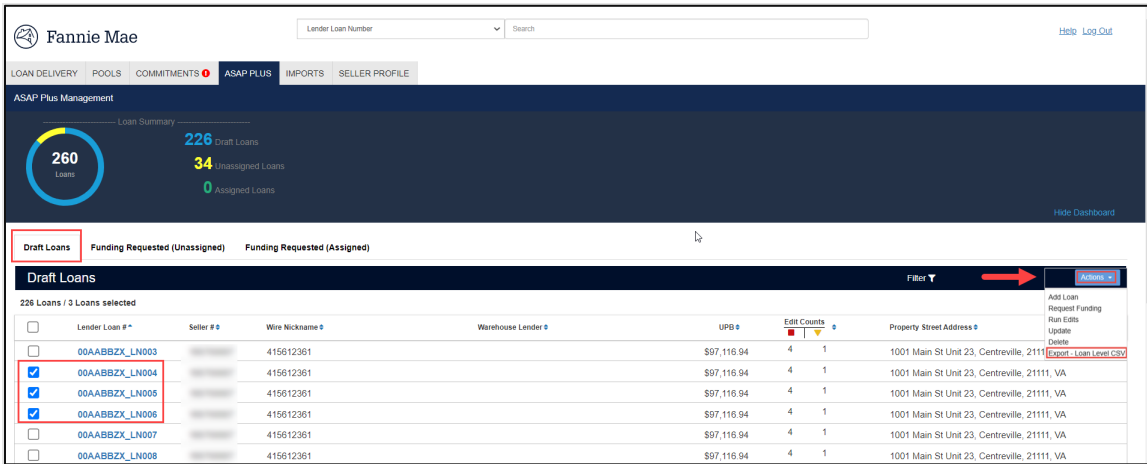 Fannie Mae
Lender Loan Number Search
Help Log Out
LOAN DELIVERY POOLS COMMITMENTS ASAP PLUS IMPORTS SELLER PROFILE
ASAP Plus Management
Loan Summary
260 Loans
226 Draft Loans
34 Unassigned Loans
0 Assigned Loans
Hide Dashboard
Draft Loans Funding Requested (Unassigned) Funding Requested (Assigned)
Draft Loans Filter Actions
226 Loans / 3 Loans selected
Add Loan
Request Funding
Run Edits
Update
Delete
Export - Loan Level CSV
Lender Loan # Seller # Wire Nickname Warehouse Lender UPB Edit Counts Property Street Address
00AABBZX_LN003 415612361 $97,116.94 4 1 1001 Main St Unit 23, Centreville, 2111
00AABBZX_LN004 415612361 $97,116.94 4 1 1001 Main St Unit 23, Centreville, 21111, VA
00AABBZX_LN005 415612361 $97,116.94 4 1 1001 Main St Unit 23, Centreville, 21111, VA
00AABBZX_LN006 415612361 $97,116.94 4 1 1001 Main St Unit 23, Centreville, 21111, VA
00AABBZX_LN007 415612361 $97,116.94 4 1 1001 Main St Unit 23, Centreville, 21111, VA
00AABBZX_LN008 415612361 $97,116.94 4 1 1001 Main St Unit 23, Centreville, 21111, VA